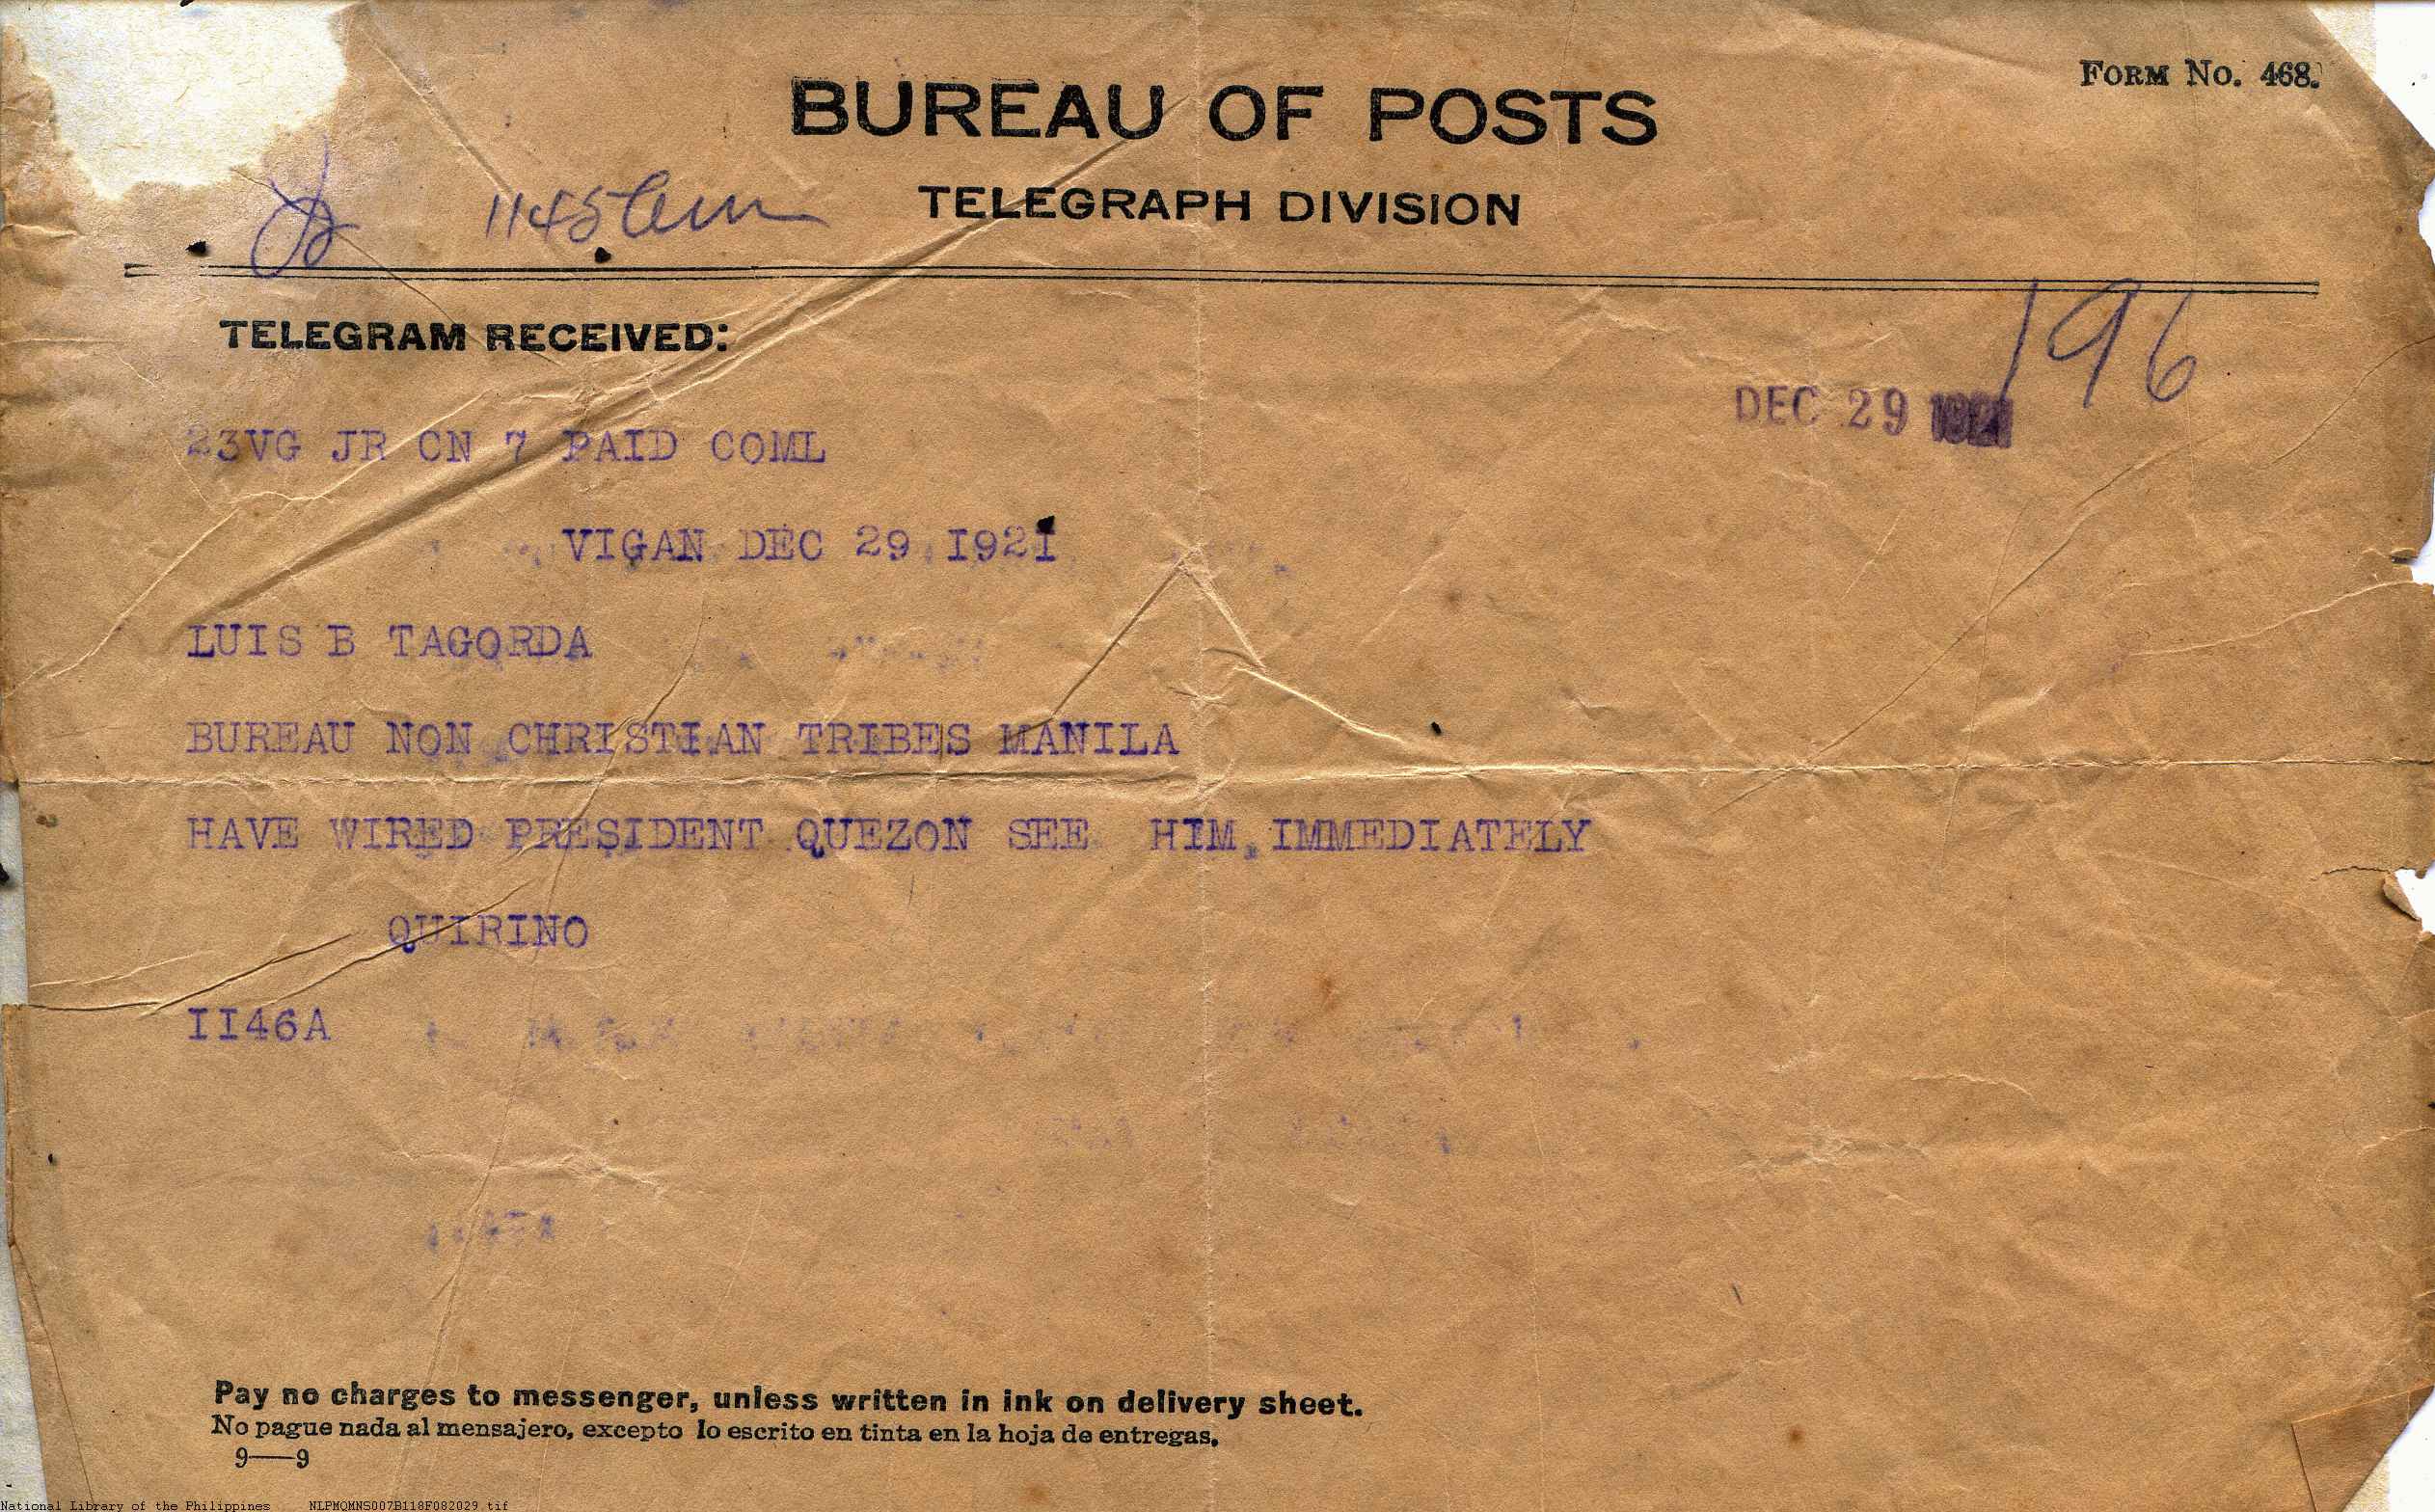 FORM No. 468.
BUREAU OF POSTS
TELEGRAPH DIVISION
1145
TELEGRAM RECEIVED:
196
DEC 29 1921
23VG JR CN 7 PAID COML
VIGAN DEC 29 I92I
LUIS B TAGORDA
BUREAU NON CHRISTIAN TRIBES MANILA
HAVE WIRED PRESIDENT QUEZON SEE HIM IMMEDIATELY
QUIRINO
II46A
Pay no charges to messenger, unless written in ink on delivery sheet.
No pague nada al mensajero, excepto lo escrito en tinta en la hoja de entregas.
9—9
National Library of the Philippines NLPMQMNS007B118F082029.tif